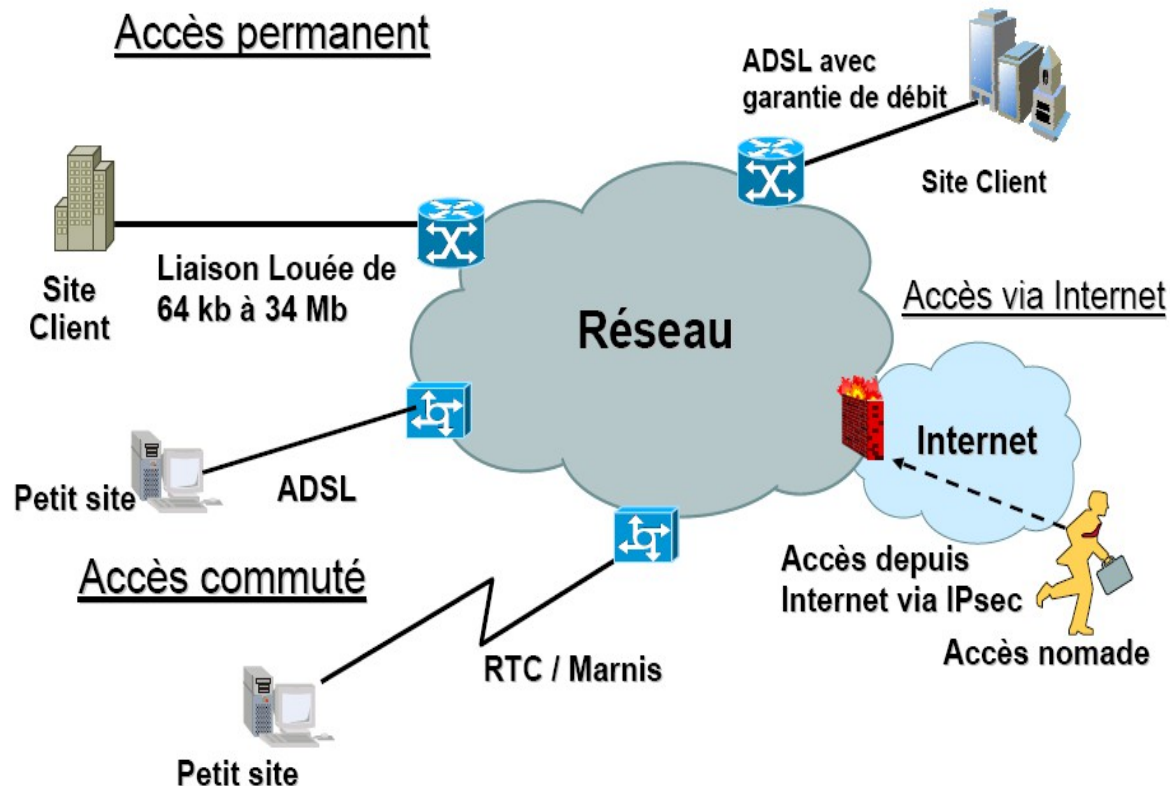 Accès permanent
ADSL avec
garantie de débit
Site Client
Site
Client
Liaison Louée de
64 kb à 34 Mb
Réseau
Accès via Internet
Internet
Petit site
ADSL
Accès commuté
Accès depuis
Internet via IPsec
Accès nomade
RTC / Marnis
Petit site